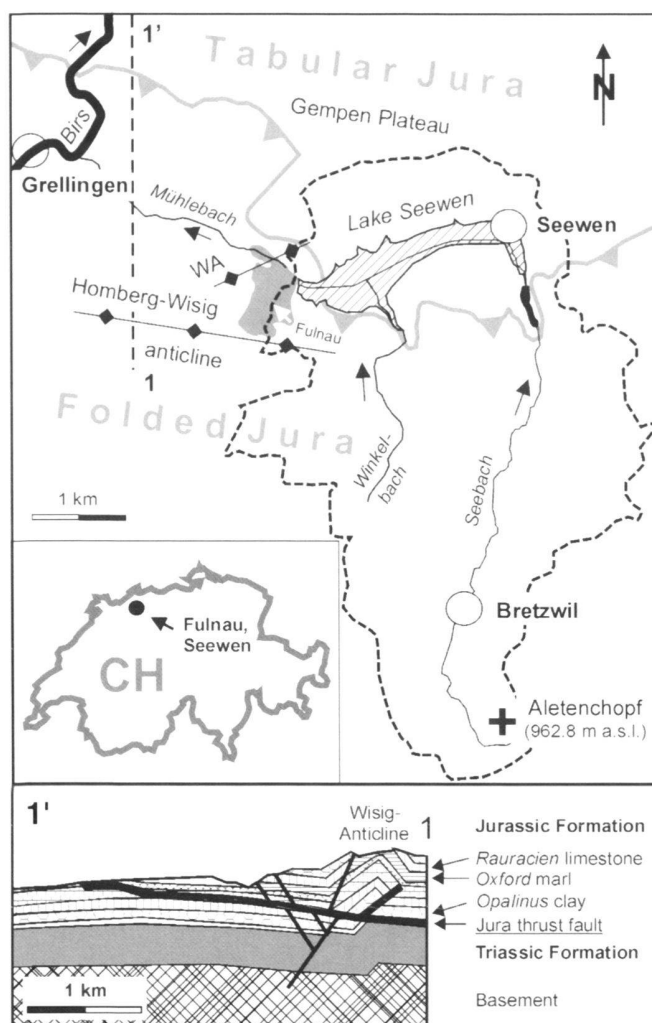 1'
Tabular Jura
N
Gempen Plateau
Birs
Grellingen
Mühlebach
Lake Seewen
Seewen
WA
Homberg-Wisig
Fulnau
anticline
1
Folded Jura
Winkel-
bach
Seebach
1 km
Bretzwil
Fulnau,
Seewen
CH
Aletenchopf
(962.8 m a.s.l.)
1'
Wisig-
Anticline
1
Jurassic Formation
Rauracien limestone
Oxford marl
Opalinus clay
Jura thrust fault
Triassic Formation
1 km
Basement